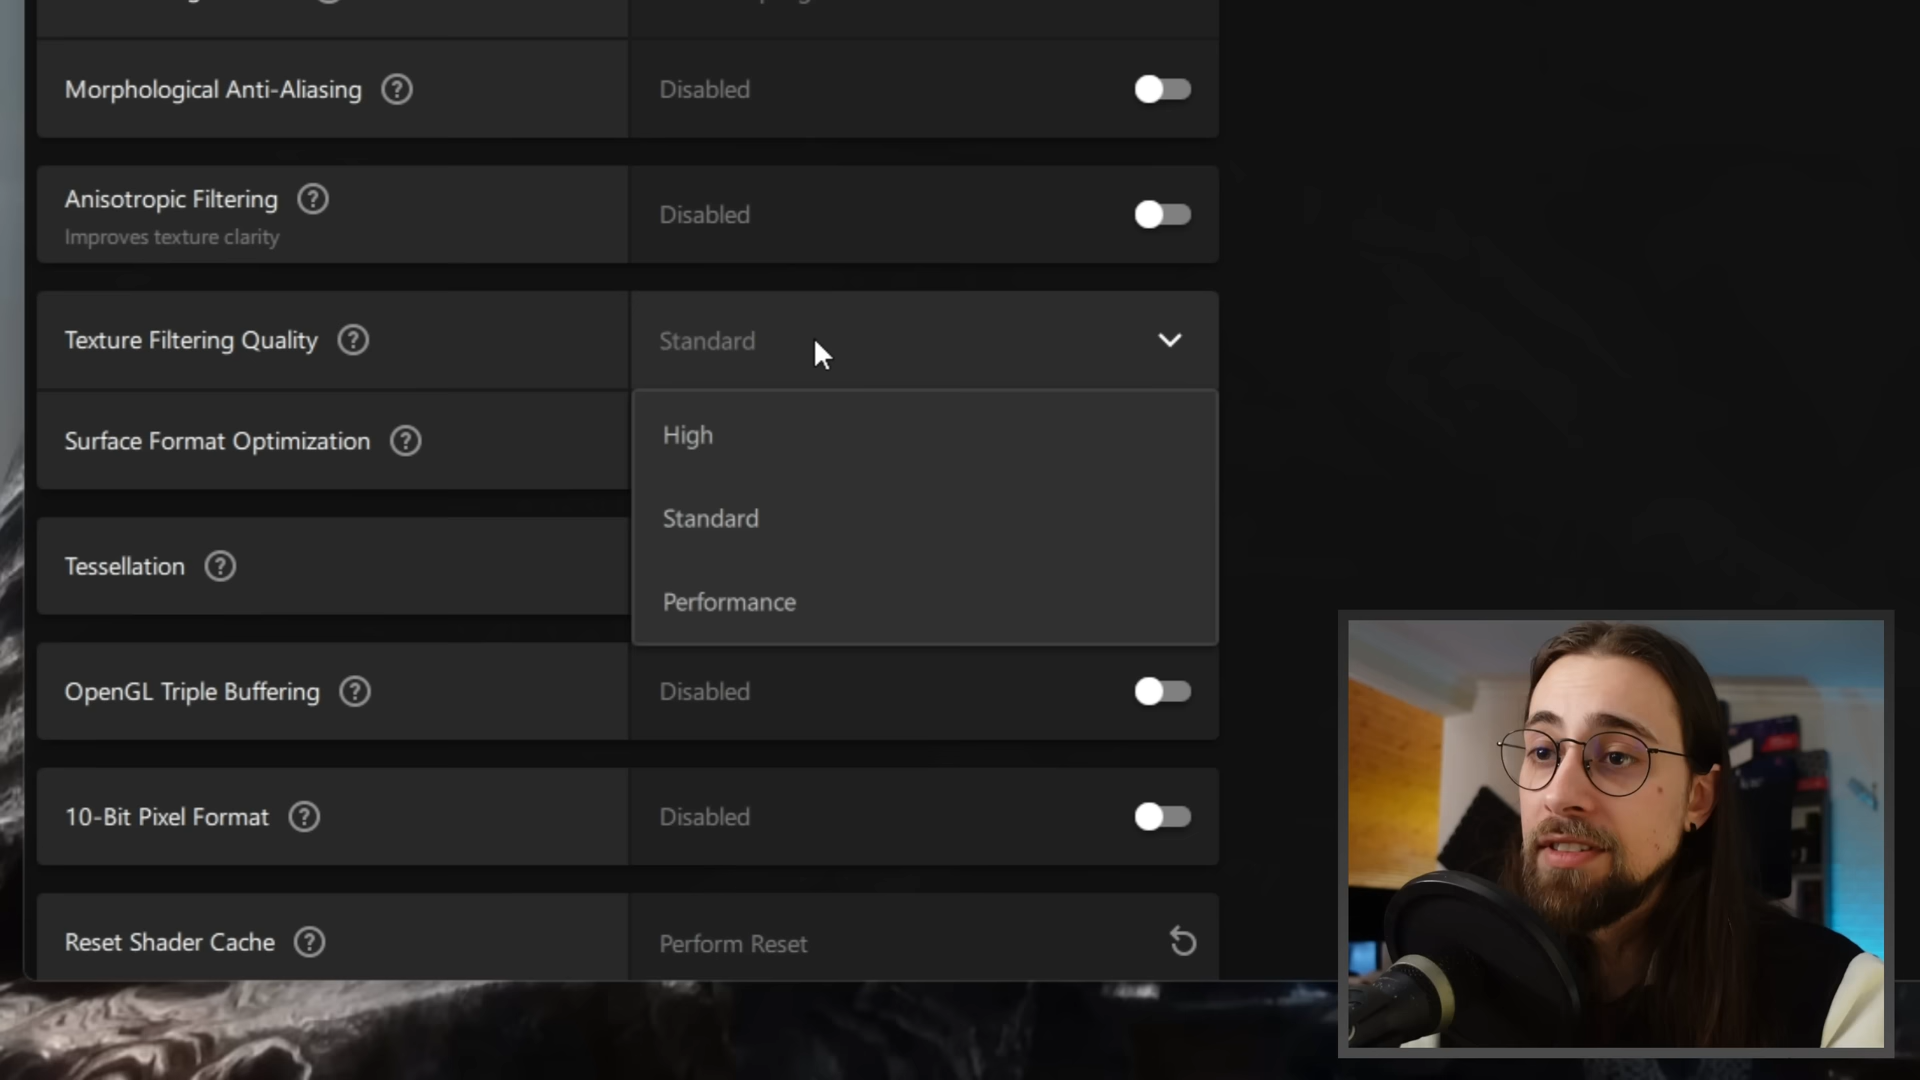 Morphological Anti-Aliasing
Disabled
Anisotropic Filtering
Improves texture clarity
Disabled
Texture Filtering Quality
Standard
High
Surface Format Optimization
Standard
Tessellation
Performance
OpenGL Triple Buffering
Disabled
10-Bit Pixel Format
Disabled
Reset Shader Cache
Perform Reset